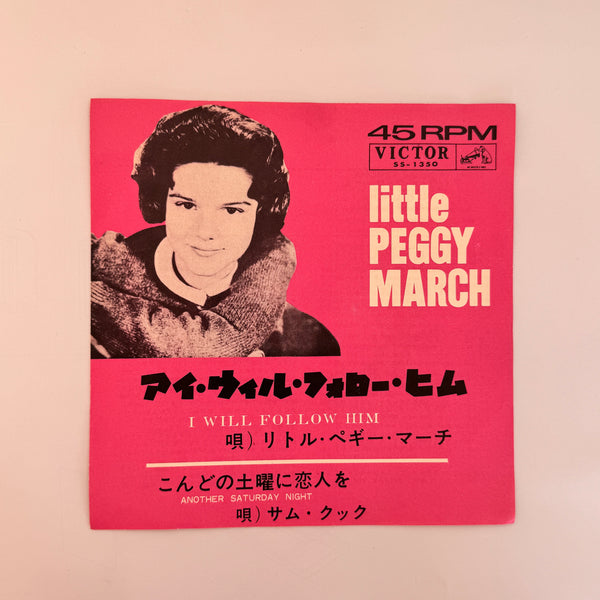 45 RPM
VICTOR
SS-1350
little
PEGGY
MARCH
アイ・ウィル・フォロー・ヒム
I WILL FOLLOW HIM
唄）リトル・ペギー・マーチ
こんどの土曜に恋人を
ANOTHER SATURDAY NIGHT
唄）サム・クック